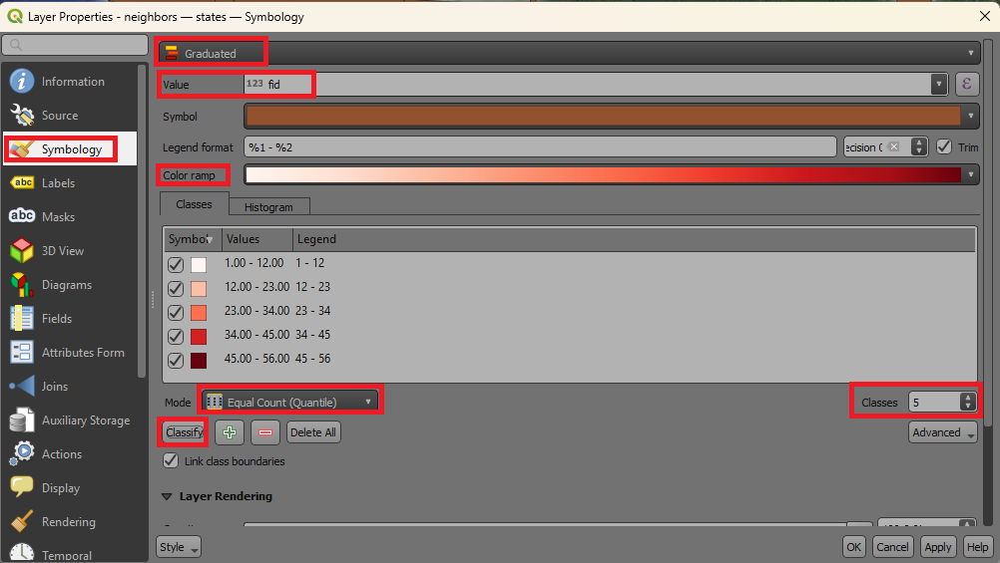 Layer Properties - neighbors — states — Symbology
Information
Source
Symbology
Labels
Masks
3D View
Diagrams
Fields
Attributes Form
Joins
Auxiliary Storage
Actions
Display
Rendering
Temporal
Graduated
Value 123 fid ε
Symbol
Legend format %1 - %2 ecision 0 Trim
Color ramp
Classes Histogram
Symbol Values Legend
1.00 - 12.00 1 - 12
12.00 - 23.00 12 - 23
23.00 - 34.00 23 - 34
34.00 - 45.00 34 - 45
45.00 - 56.00 45 - 56
Mode Equal Count (Quantile) Classes 5
Classify Delete All Advanced
Link class boundaries
Layer Rendering
Style OK Cancel Apply Help